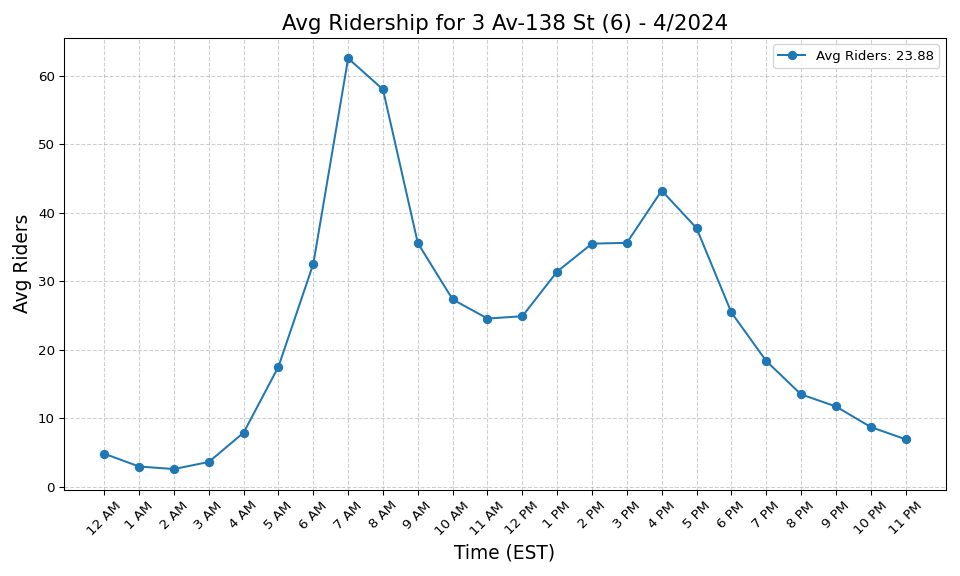 Avg Ridership for 3 Av-138 St (6) - 4/2024
Avg Riders: 23.88
Avg Riders
60
50
40
30
20
10
0
12 AM
1 AM
2 AM
3 AM
4 AM
5 AM
6 AM
7 AM
8 AM
9 AM
10 AM
11 AM
12 PM
1 PM
2 PM
3 PM
4 PM
5 PM
6 PM
7 PM
8 PM
9 PM
10 PM
11 PM
Time (EST)